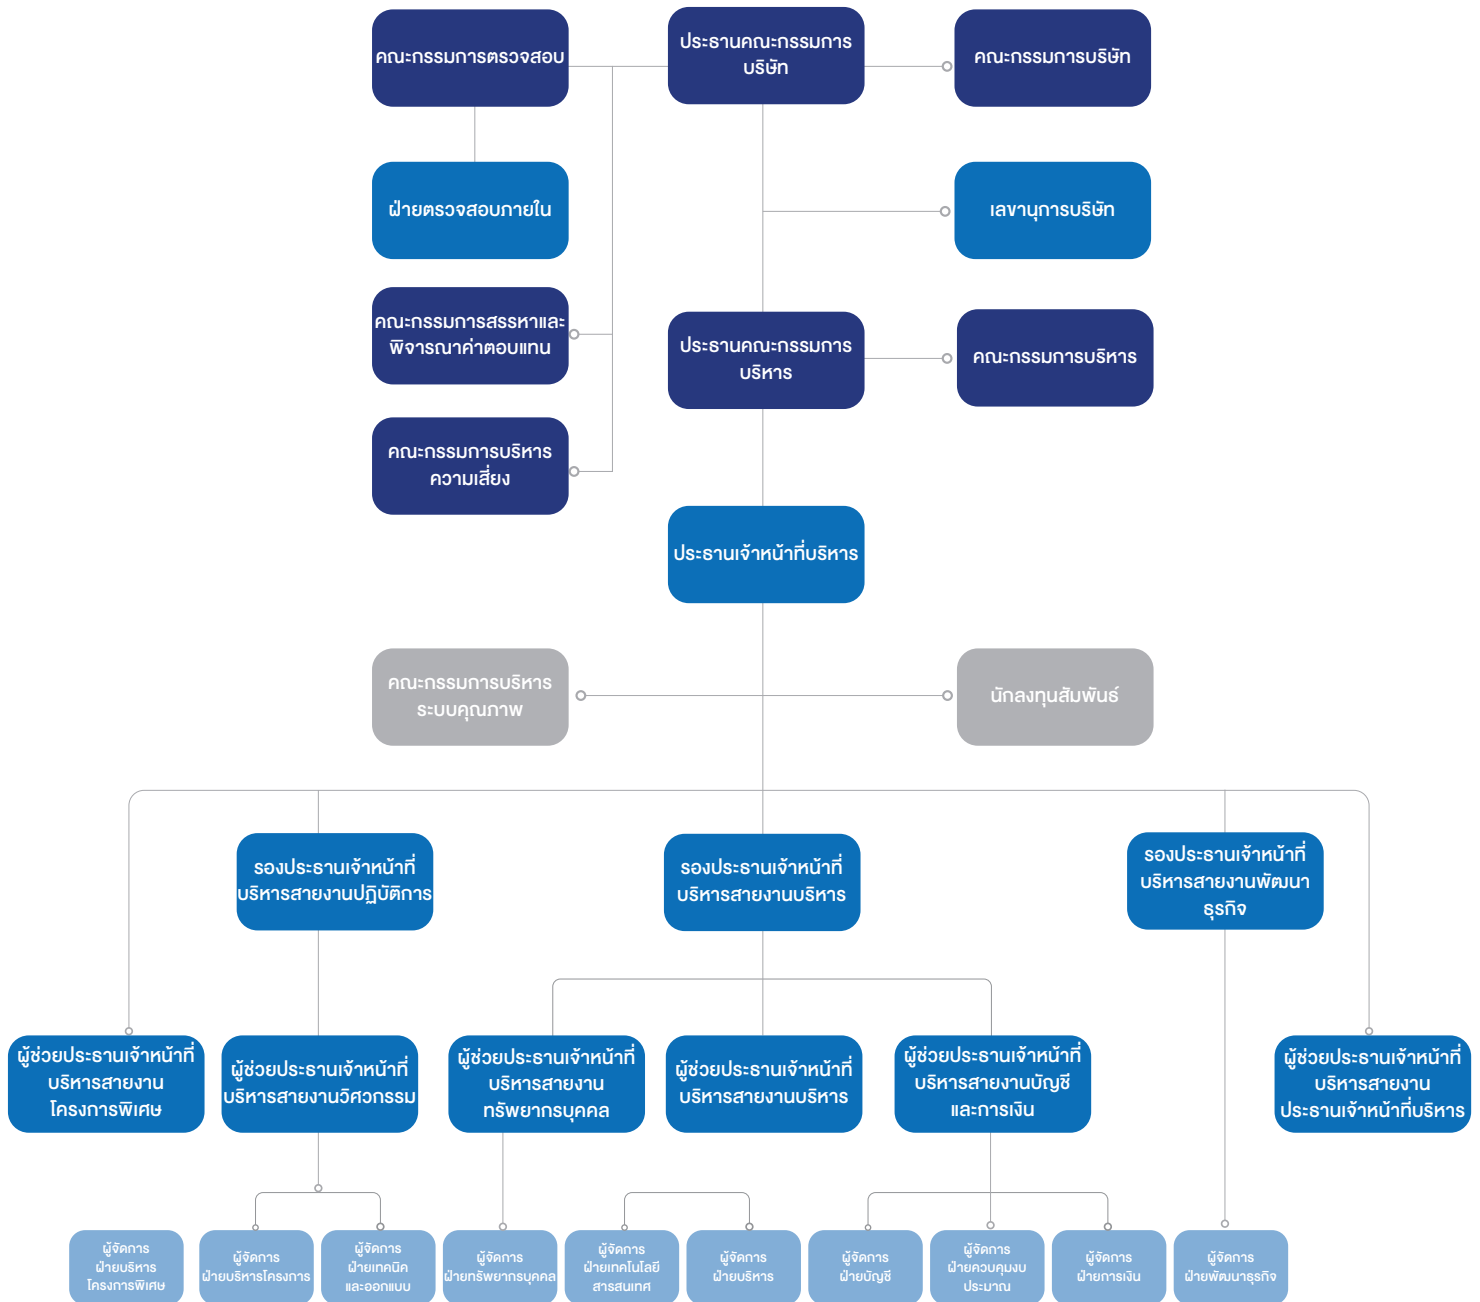 คณะกรรมการตรวจสอบ
ประธานคณะกรรมการ
บริษัท
คณะกรรมการบริษัท
ฝ่ายตรวจสอบภายใน
เลขานุการบริษัท
คณะกรรมการสรรหาและ
พิจารณาค่าตอบแทน
ประธานคณะกรรมการ
บริหาร
คณะกรรมการบริหาร
คณะกรรมการบริหาร
ความเสี่ยง
ประธานเจ้าหน้าที่บริหาร
คณะกรรมการบริหาร
ระบบคุณภาพ
นักลงทุนสัมพันธ์
รองประธานเจ้าหน้าที่
บริหารสายงานปฏิบัติการ
รองประธานเจ้าหน้าที่
บริหารสายงานบริหาร
รองประธานเจ้าหน้าที่
บริหารสายงานพัฒนา
ธุรกิจ
ผู้ช่วยประธานเจ้าหน้าที่
บริหารสายงาน
โครงการพิเศษ
ผู้ช่วยประธานเจ้าหน้าที่
บริหารสายงานวิศวกรรม
ผู้ช่วยประธานเจ้าหน้าที่
บริหารสายงาน
ทรัพยากรบุคคล
ผู้ช่วยประธานเจ้าหน้าที่
บริหารสายงานบริหาร
ผู้ช่วยประธานเจ้าหน้าที่
บริหารสายงานบัญชี
และการเงิน
ผู้ช่วยประธานเจ้าหน้าที่
บริหารสายงาน
ประธานเจ้าหน้าที่บริหาร
ผู้จัดการ
ฝ่ายบริหาร
โครงการพิเศษ
ผู้จัดการ
ฝ่ายบริหารโครงการ
ผู้จัดการ
ฝ่ายเทคนิค
และออกแบบ
ผู้จัดการ
ฝ่ายทรัพยากรบุคคล
ผู้จัดการ
ฝ่ายเทคโนโลยี
สารสนเทศ
ผู้จัดการ
ฝ่ายบริหาร
ผู้จัดการ
ฝ่ายบัญชี
ผู้จัดการ
ฝ่ายควบคุมงบ
ประมาณ
ผู้จัดการ
ฝ่ายการเงิน
ผู้จัดการ
ฝ่ายพัฒนาธุรกิจ